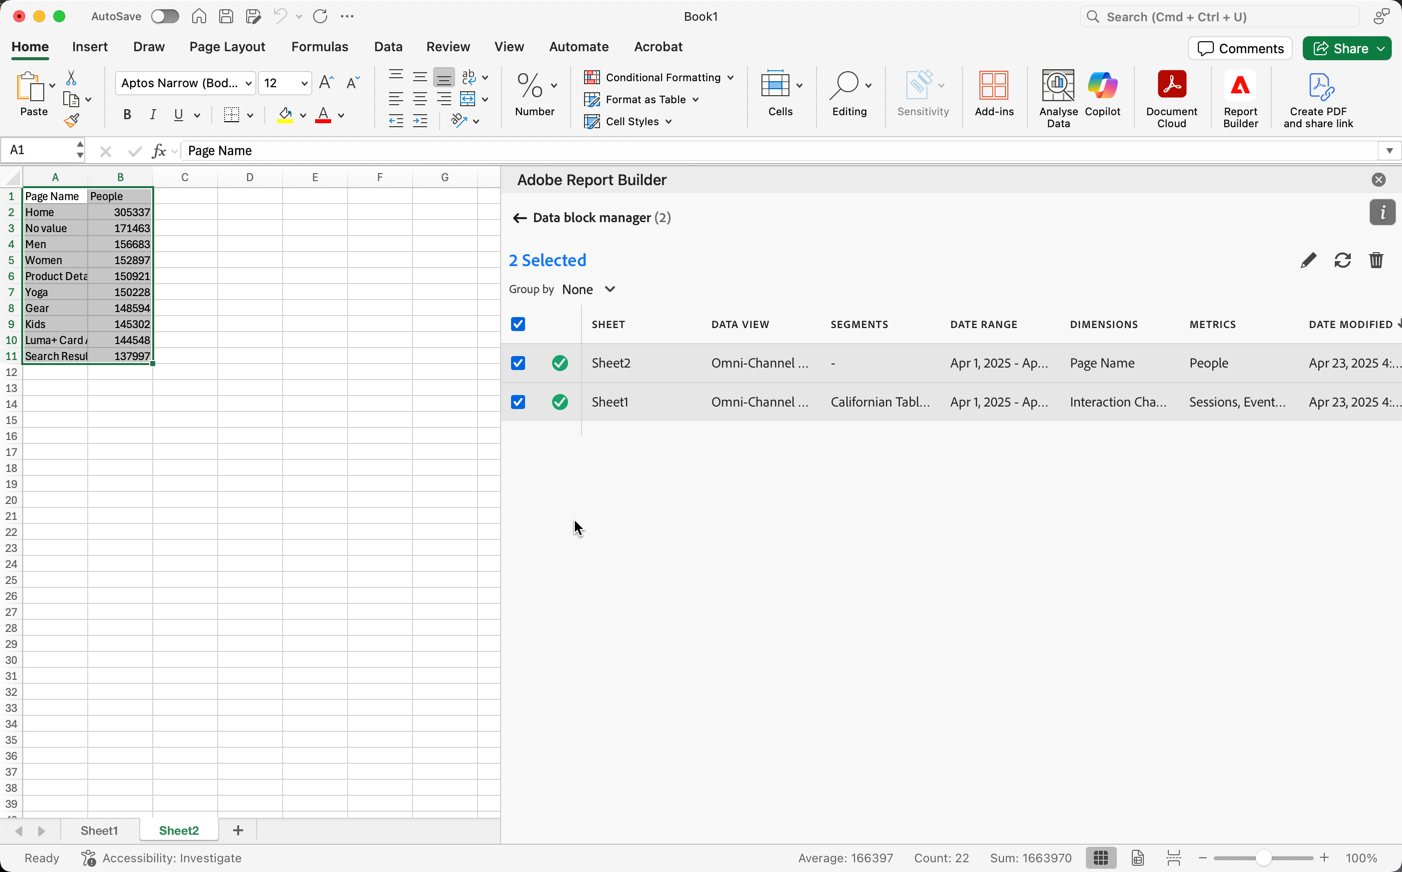 AutoSave
Book1
Search (Cmd + Ctrl + U)
Home Insert Draw Page Layout Formulas Data Review View Automate Acrobat
Comments Share
Paste
Aptos Narrow (Bod... 12
B I U A
ab
Number %
Conditional Formatting
Format as Table
Cell Styles
Cells
Editing
Sensitivity
Add-ins
Analyse Data
Copilot
Document Cloud
Report Builder
Create PDF and share link
A1 fx Page Name
A B C D E F G
1 Page Name People
2 Home 305337
3 No value 171463
4 Men 156683
5 Women 152897
6 Product Deta 150921
7 Yoga 150228
8 Gear 148594
9 Kids 145302
10 Luma+ Card A 144548
11 Search Resul 137997
12
13
14
15
16
17
18
19
20
21
22
23
24
25
26
27
28
29
30
31
32
33
34
35
36
37
38
39
Adobe Report Builder
Data block manager (2)
i
2 Selected
Group by None
SHEET DATA VIEW SEGMENTS DATE RANGE DIMENSIONS METRICS DATE MODIFIED
Sheet2 Omni-Channel ... - Apr 1, 2025 - Ap... Page Name People Apr 23, 2025 4:...
Sheet1 Omni-Channel ... Californian Tabl... Apr 1, 2025 - Ap... Interaction Cha... Sessions, Event... Apr 23, 2025 4:...
Sheet1 Sheet2 +
Ready Accessibility: Investigate Average: 166397 Count: 22 Sum: 1663970 − + 100%